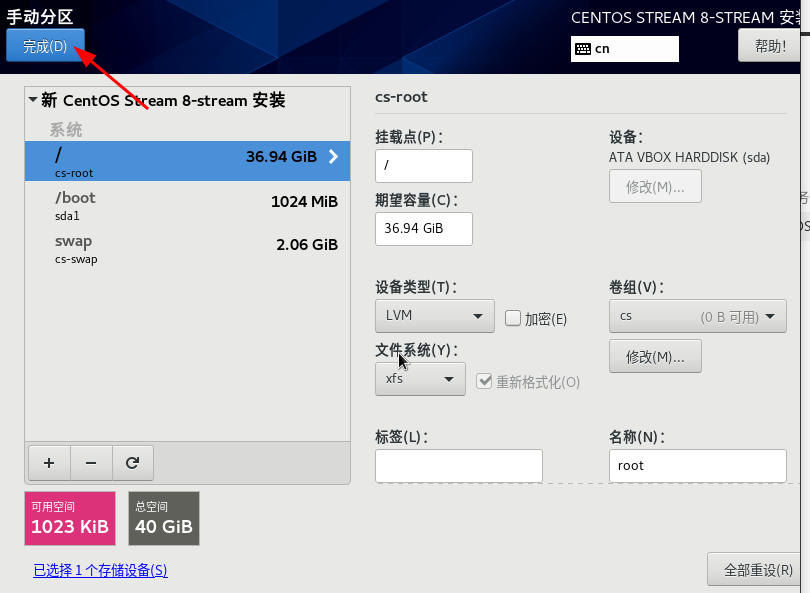 手动分区
CENTOS STREAM 8-STREAM 安装
完成(D)
cn
帮助!
新 CentOS Stream 8-stream 安装
系统
/
36.94 GiB
cs-root
/boot
1024 MiB
sda1
swap
2.06 GiB
cs-swap
cs-root
挂载点(P)：
/
设备：
ATA VBOX HARDDISK (sda)
修改(M)...
期望容量(C)：
36.94 GiB
设备类型(T)：
LVM
加密(E)
卷组(V)：
cs (0 B 可用)
修改(M)...
文件系统(Y)：
xfs
重新格式化(O)
标签(L)：
名称(N)：
root
可用空间
1023 KiB
总空间
40 GiB
已选择 1 个存储设备(S)
全部重设(R)